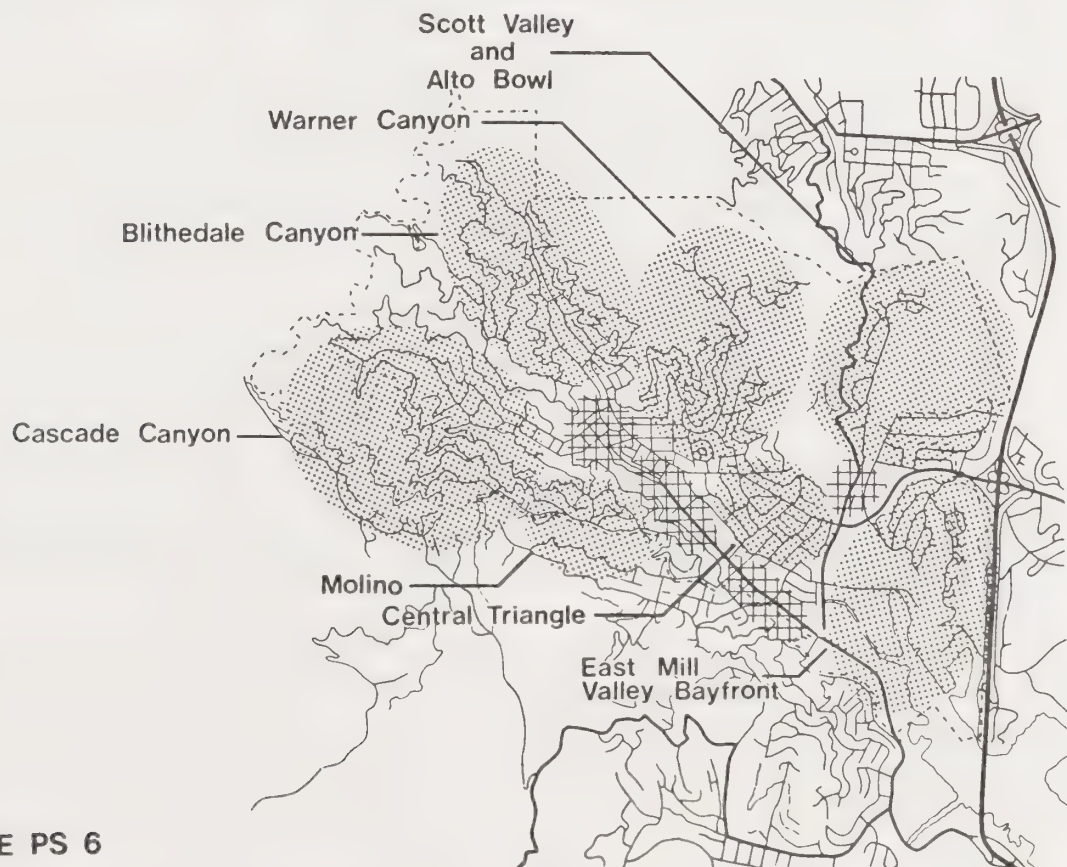 Scott Valley
and
Alto Bowl
Warner Canyon
Blithedale Canyon
Cascade Canyon
Molino
Central Triangle
East Mill
Valley Bayfront
E PS 6